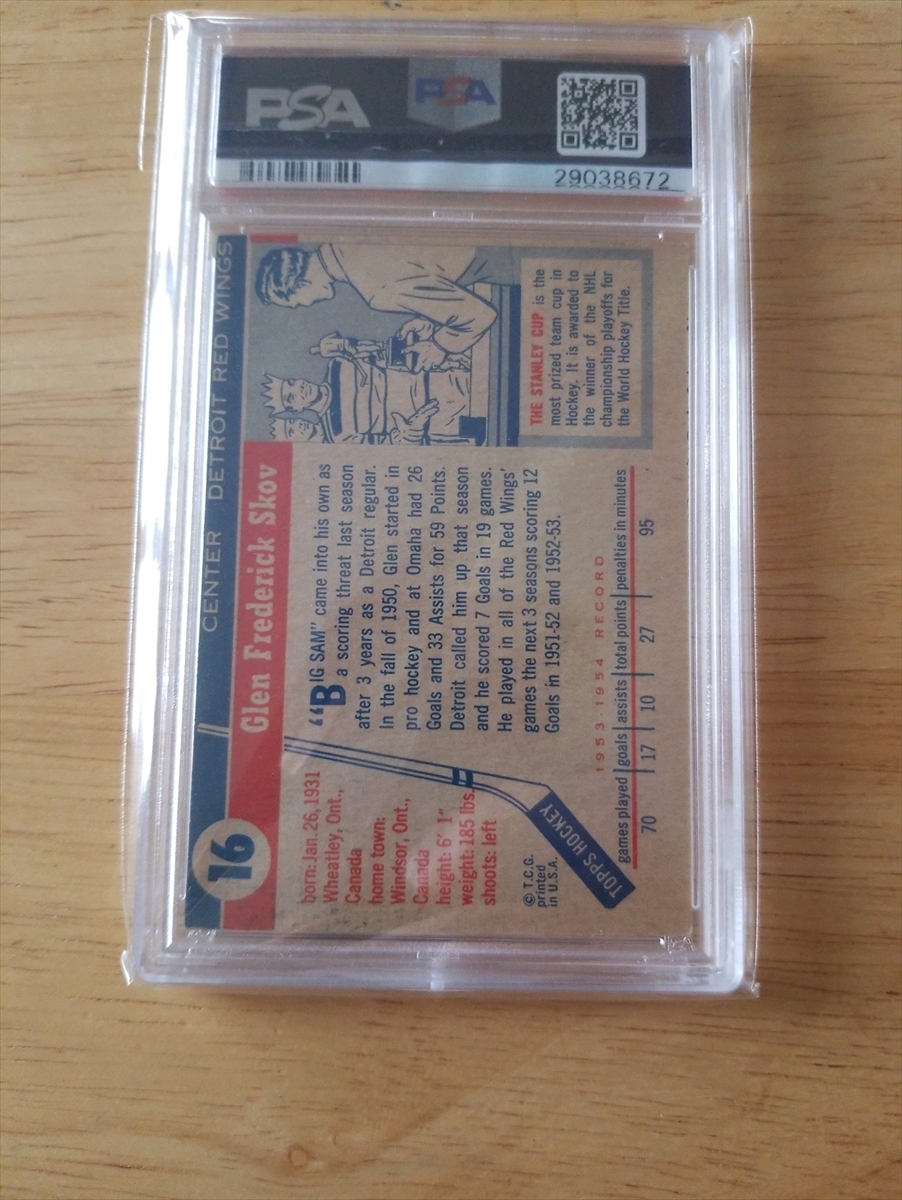 PSA
PSA
29038672
16
CENTER DETROIT RED WINGS
Glen Frederick Skov
born: Jan. 26, 1931
Wheatley, Ont.,
Canada
home town:
Windsor, Ont.,
Canada
height: 6' 1"
weight: 185 lbs.
shoots: left
© T.C.G.
printed
in U.S.A.
TOPPS HOCKEY
"BIG SAM" came into his own as
a scoring threat last season
after 3 years as a Detroit regular.
In the fall of 1950, Glen started in
pro hockey and at Omaha had 26
Goals and 33 Assists for 59 Points.
Detroit called him up that season
and he scored 7 Goals in 19 games.
He played in all of the Red Wings'
games the next 3 seasons scoring 12
Goals in 1951-52 and 1952-53.
THE STANLEY CUP is the
most prized team cup in
Hockey. It is awarded to
the winner of the NHL
championship playoffs for
the World Hockey Title.
1953-1954 RECORD
games played goals assists total points penalties in minutes
70 17 10 27 95